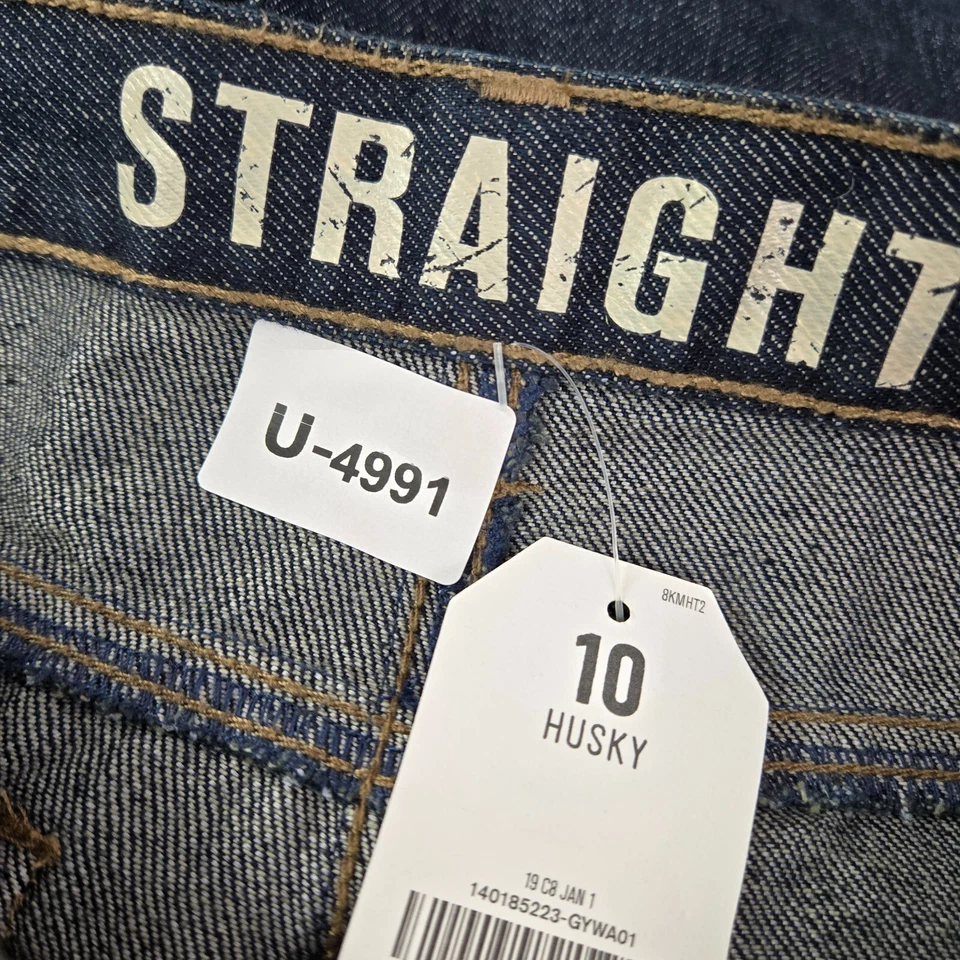 STRAIGHT
U-4991
8KMHT2
10
HUSKY
19 C8 JAN 1
140185223-GYWA01